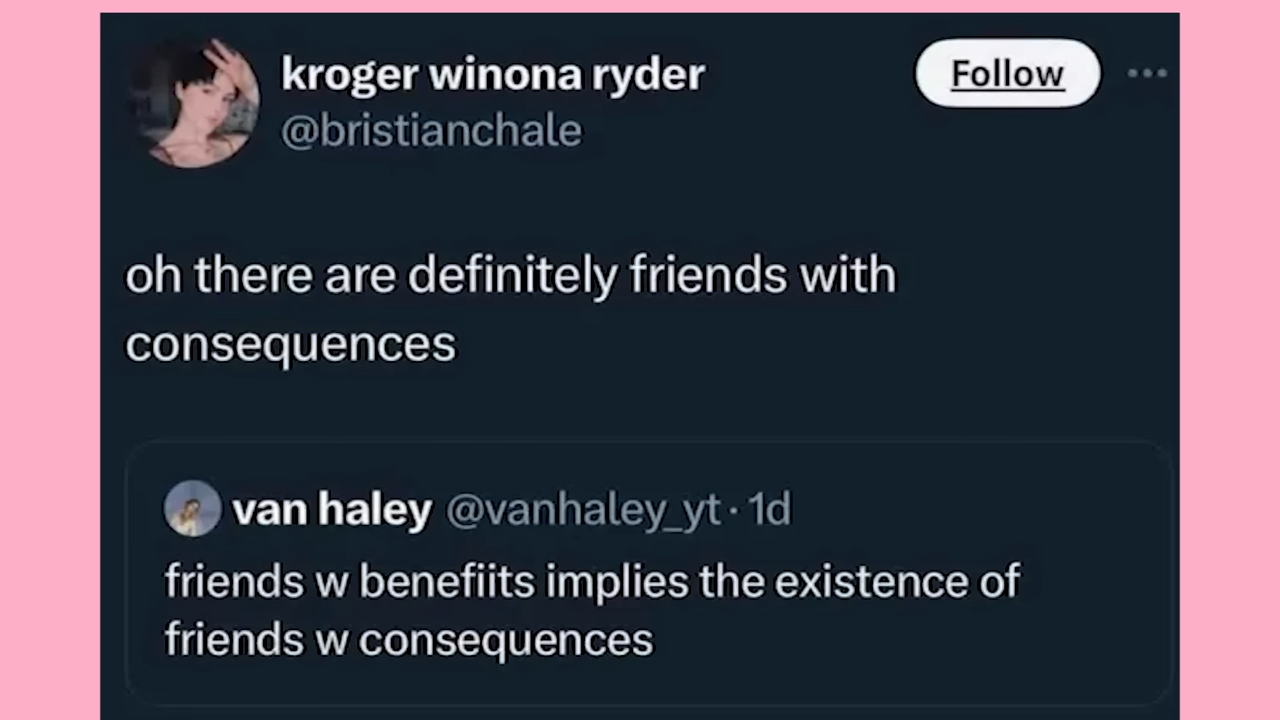 kroger winona ryder
Follow
@bristianchale
oh there are definitely friends with
consequences
van haley @vanhaley_yt · 1d
friends w benefiits implies the existence of
friends w consequences